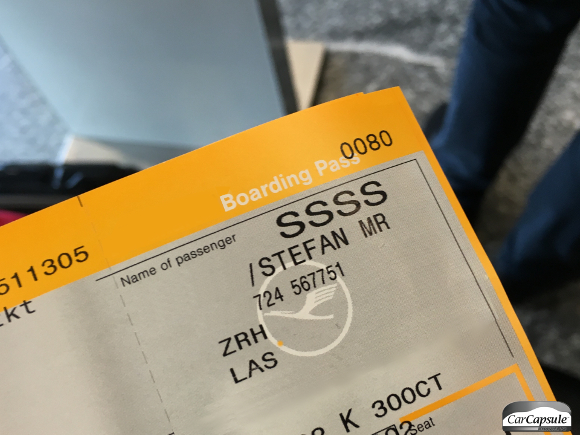 0080
Boarding Pass
SSSS
511305
Name of passenger
/STEFAN MR
kt
724 567751
ZRH
LAS
K 300CT
Seat
CarCapsule